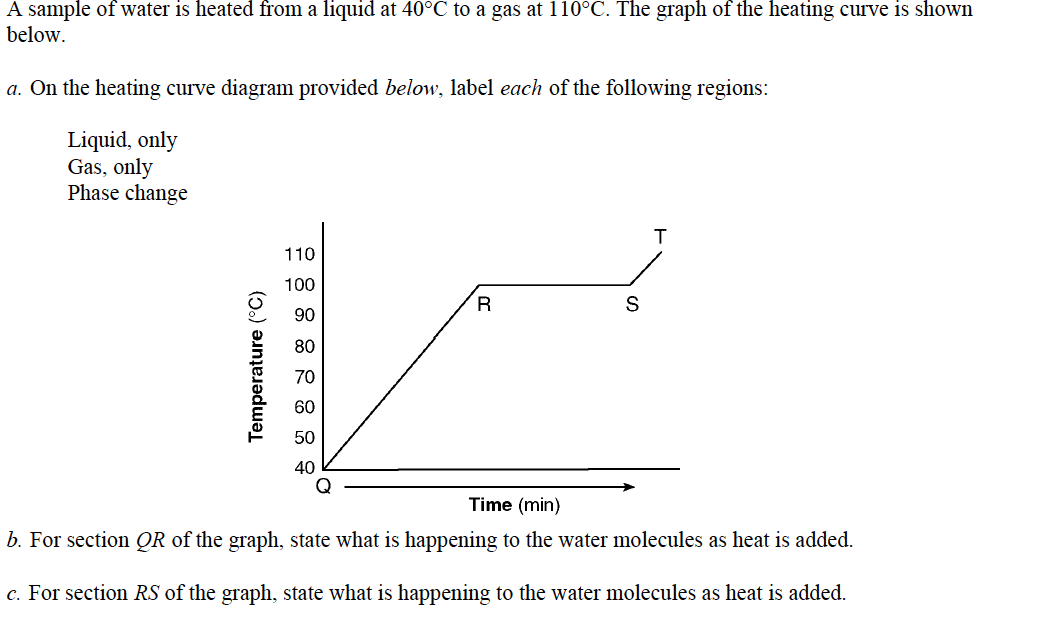 A sample of water is heated from a liquid at 40°C to a gas at 110°C. The graph of the heating curve is shown
below.
a. On the heating curve diagram provided below, label each of the following regions:
Liquid, only
Gas, only
Phase change
T
110
100
R
S
90
80
70
60
50
40
Temperature (°C)
Q
Time (min)
b. For section QR of the graph, state what is happening to the water molecules as heat is added.
c. For section RS of the graph, state what is happening to the water molecules as heat is added.